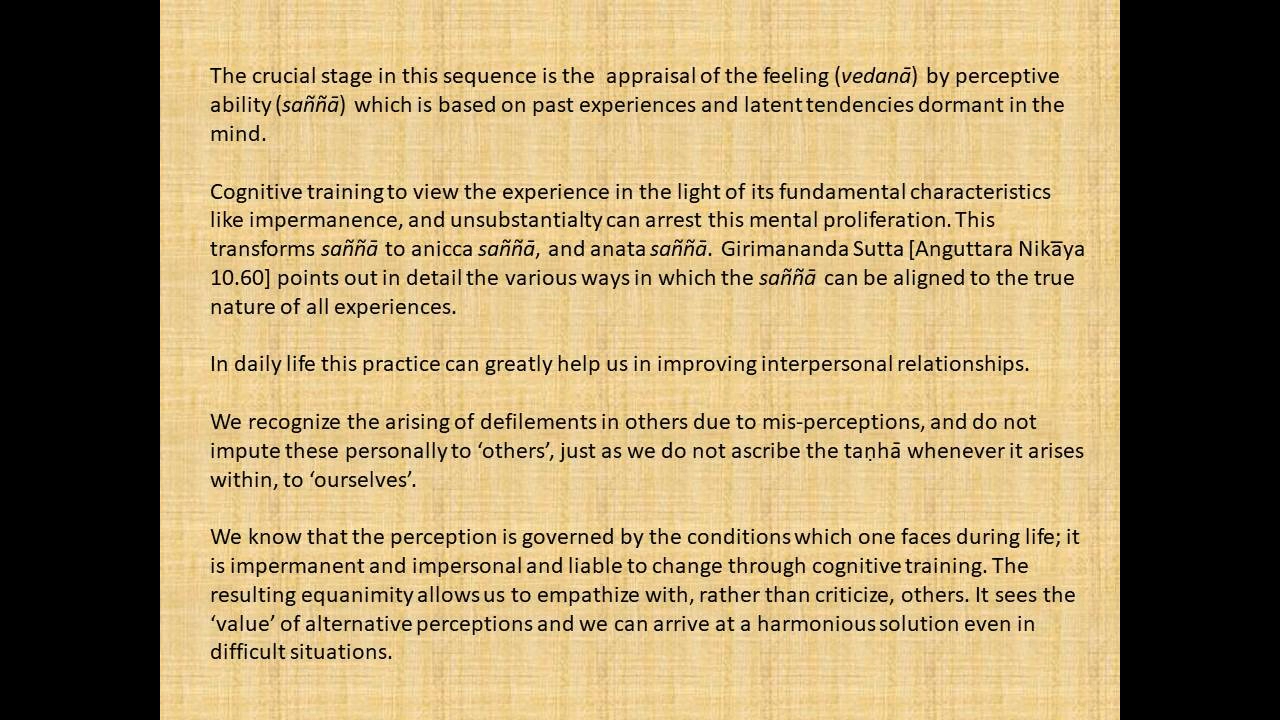 The crucial stage in this sequence is the  appraisal of the feeling (vedanā) by perceptive
ability (saññā) which is based on past experiences and latent tendencies dormant in the
mind.
Cognitive training to view the experience in the light of its fundamental characteristics
like impermanence, and unsubstantialty can arrest this mental proliferation. This
transforms saññā to anicca saññā, and anata saññā. Girimananda Sutta [Anguttara Nikāya
10.60] points out in detail the various ways in which the saññā can be aligned to the true
nature of all experiences.
In daily life this practice can greatly help us in improving interpersonal relationships.
We recognize the arising of defilements in others due to mis-perceptions, and do not
impute these personally to ‘others’, just as we do not ascribe the taṇhā whenever it arises
within, to ‘ourselves’.
We know that the perception is governed by the conditions which one faces during life; it
is impermanent and impersonal and liable to change through cognitive training. The
resulting equanimity allows us to empathize with, rather than criticize, others. It sees the
‘value’ of alternative perceptions and we can arrive at a harmonious solution even in
difficult situations.